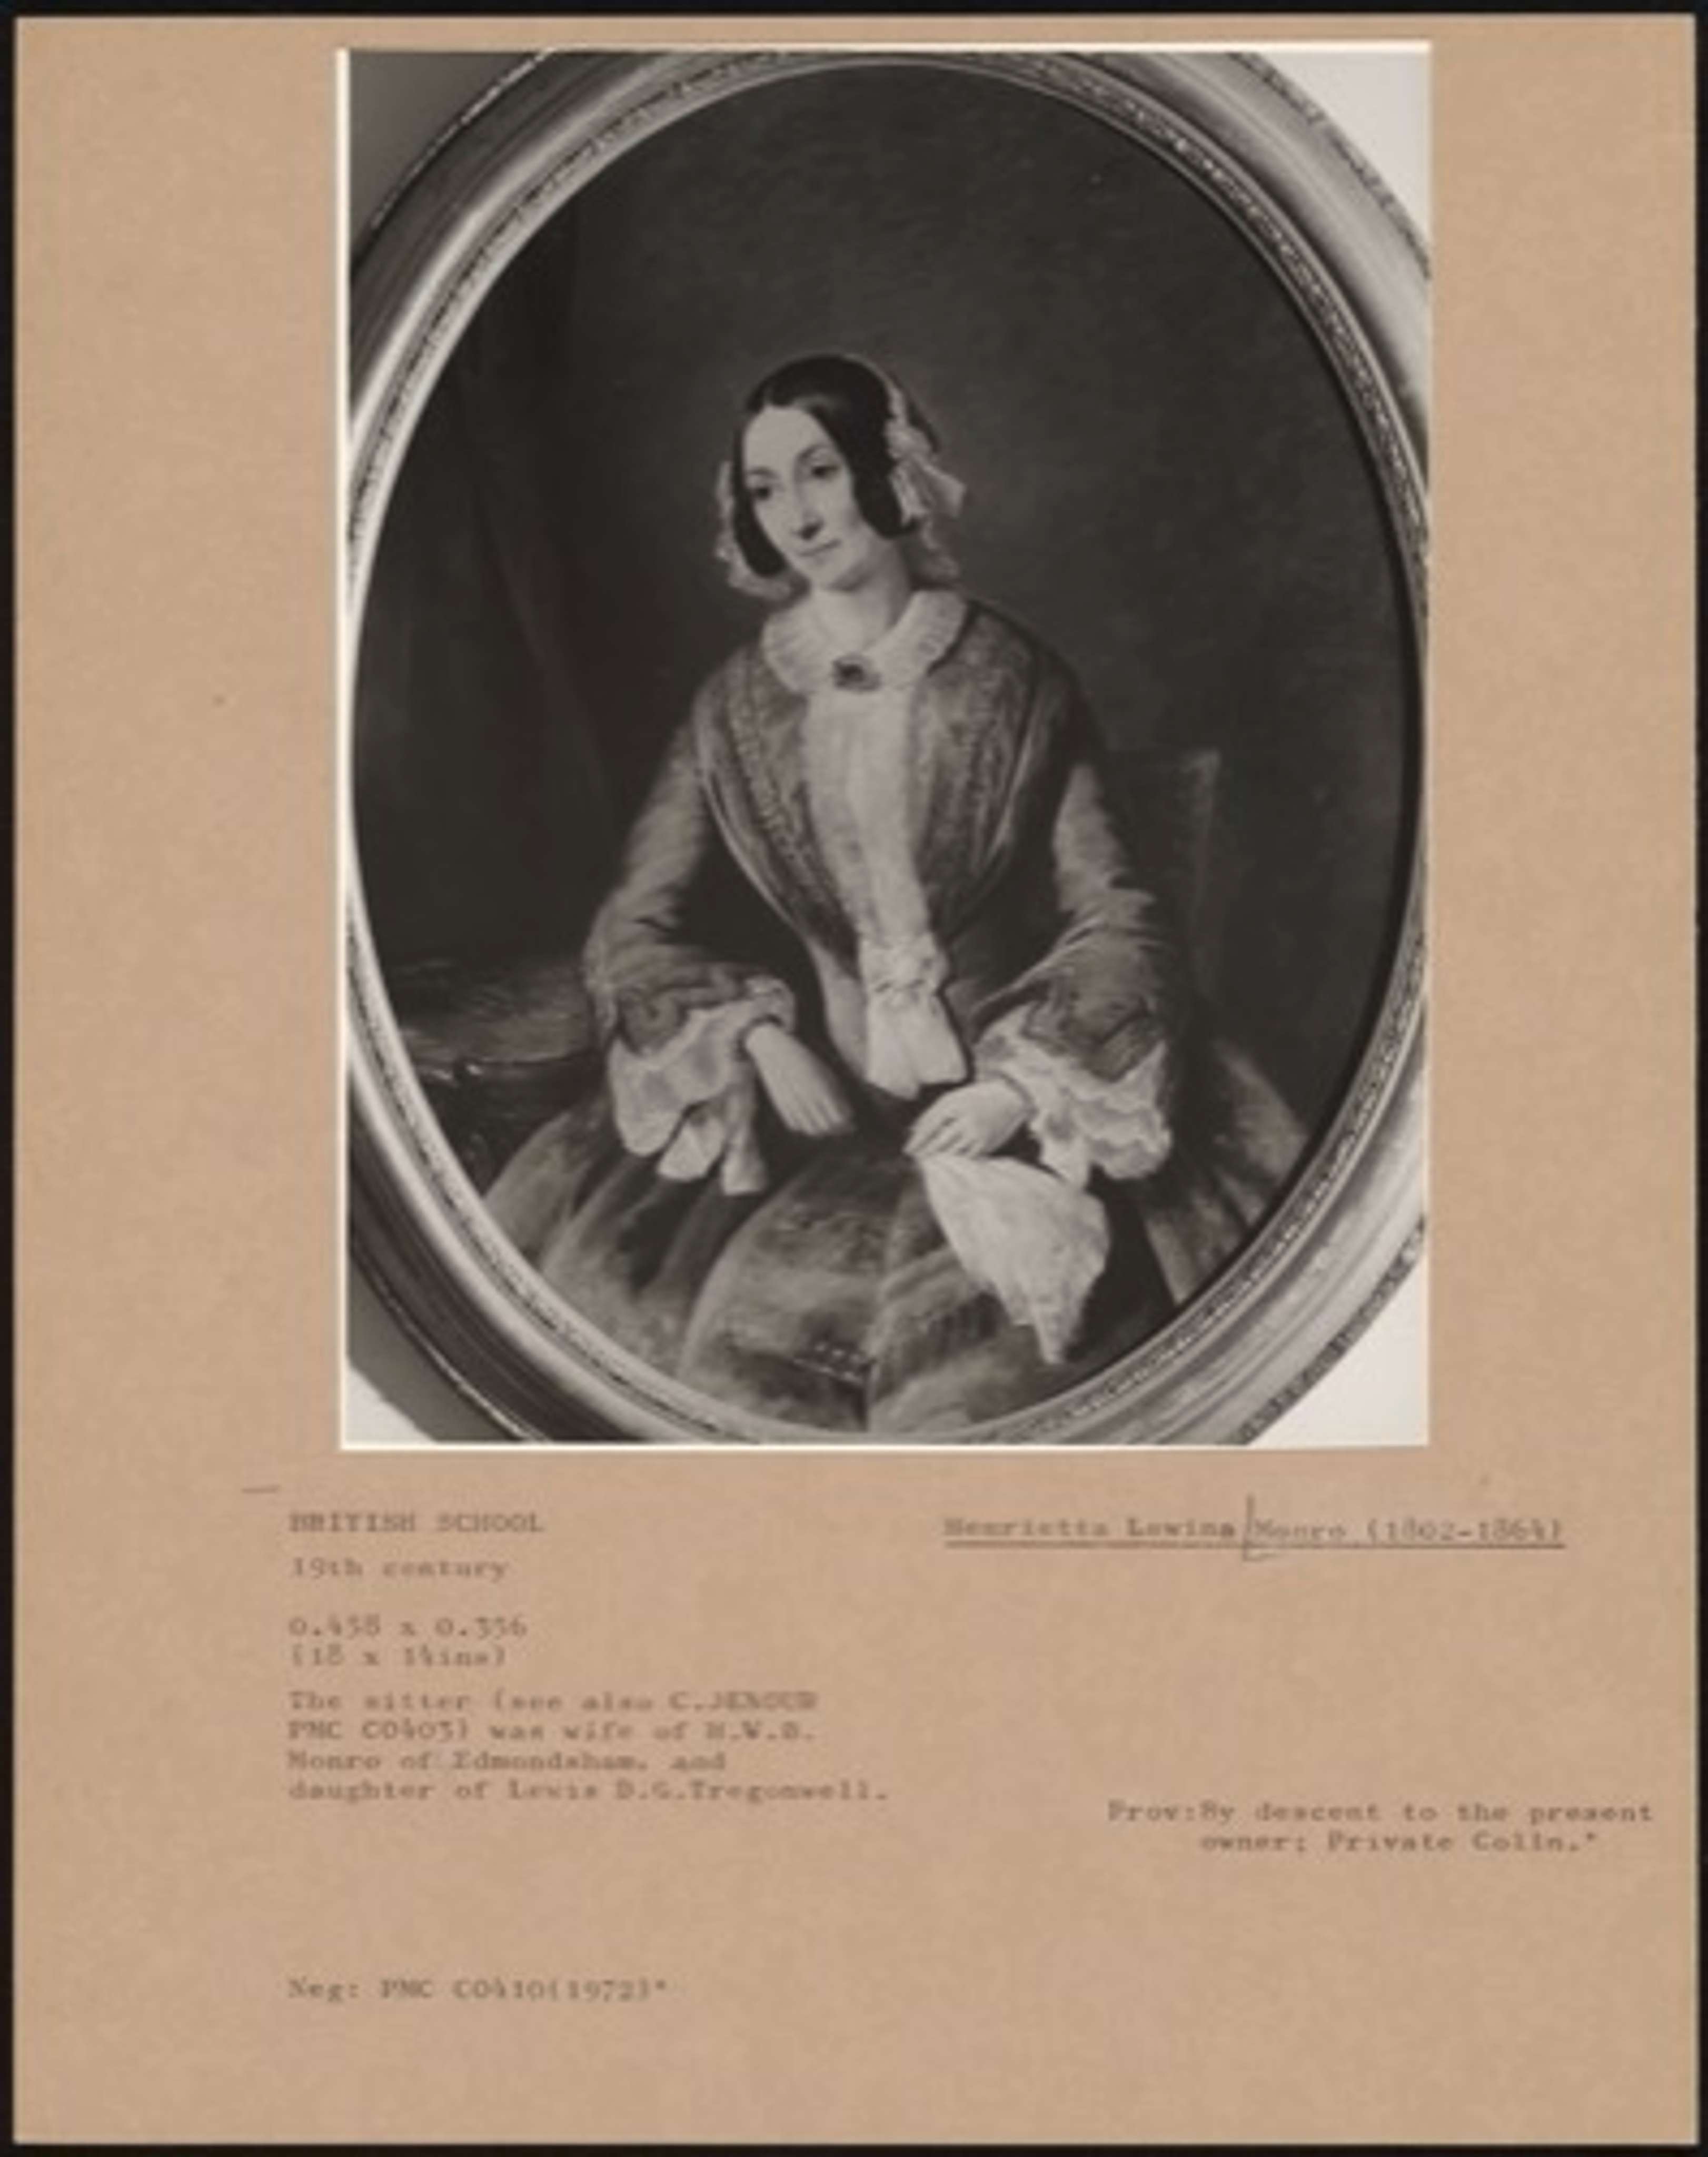 BRITISH SCHOOL
19th century
0.458 x 0.356
(18 x 14ins)
The sitter (see also C.JENOUR
PMC C0403) was wife of H.W.B.
Monro of Edmondsham. and
daughter of Lewis D.G.Tregonwell.
Henrietta Lewina Monro (1802-1864)
Prov:By descent to the present
owner; Private Colln.*
Neg: PMC C0410(1972)*